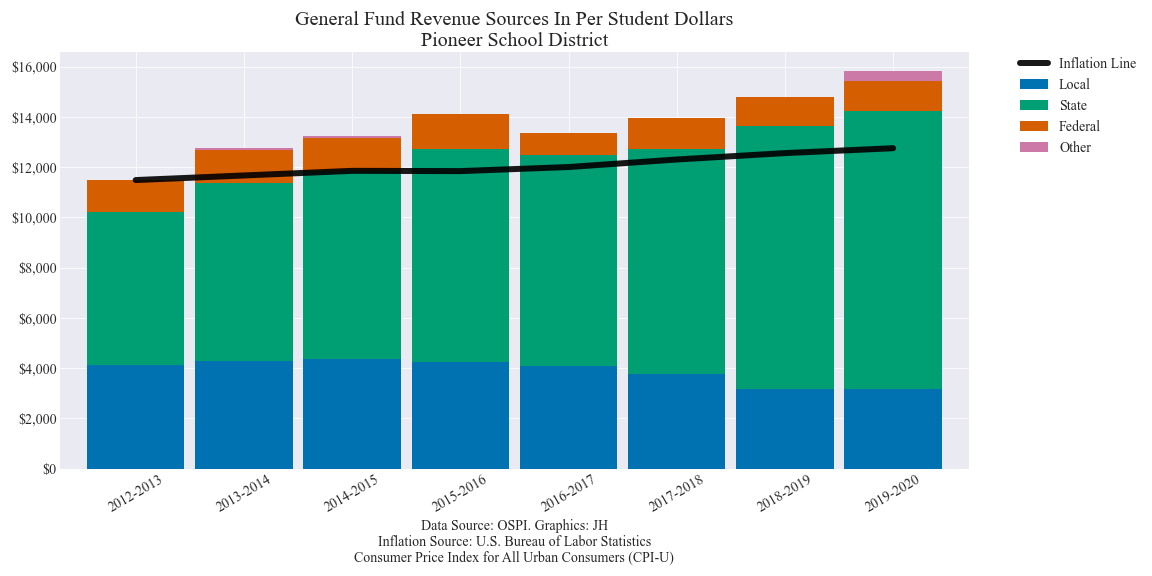 General Fund Revenue Sources In Per Student Dollars
Pioneer School District
$16,000
$14,000
$12,000
$10,000
$8,000
$6,000
$4,000
$2,000
$0
Inflation Line
Local
State
Federal
Other
2012-2013
2013-2014
2014-2015
2015-2016
2016-2017
2017-2018
2018-2019
2019-2020
Data Source: OSPI. Graphics: JH
Inflation Source: U.S. Bureau of Labor Statistics
Consumer Price Index for All Urban Consumers (CPI-U)